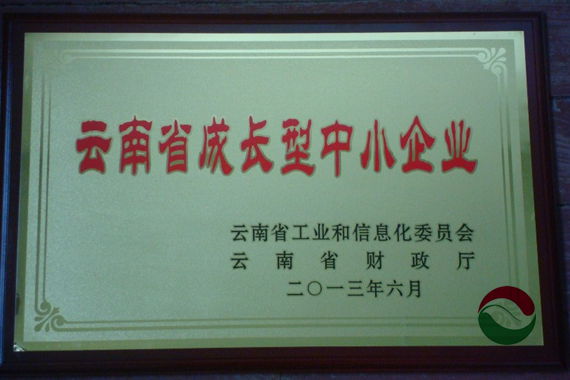 云南省成长型中小企业
云南省工业和信息化委员会
云南省财政厅
二〇一三年六月